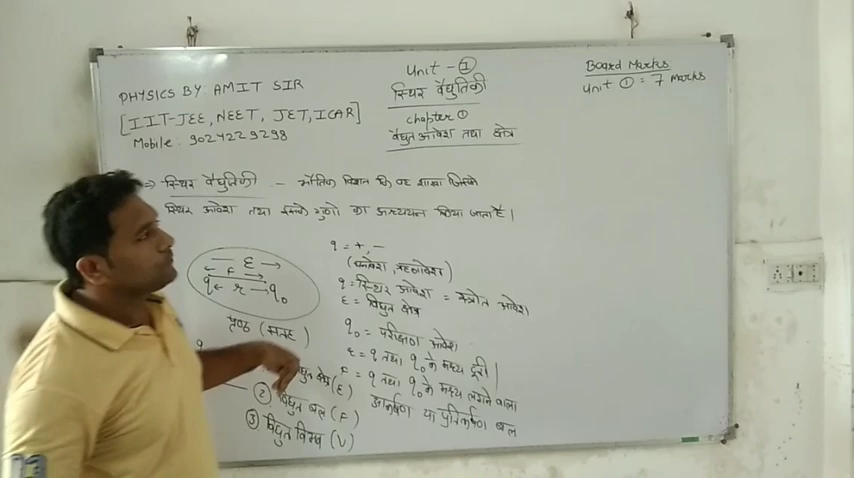 Unit - ①
स्थिर वैद्युतिकी
chapter ①
वैद्युत आवेश तथा क्षेत्र
Board Marks
Unit ① = 7 Marks
PHYSICS BY: AMIT SIR
[IIT-JEE, NEET, JET, ICAR]
Mobile: 9024229298
⇒ स्थिर वैद्युतिकी - भौतिक विज्ञान कि वह शाखा जिसमे
स्थिर आवेश तथा इसके गुणो का अध्ययन किया जाता है।
← E →
F
q ← r → q₀
पृष्ठ (सतह)
q
q = +, -
(धनावेश, ऋणावेश)
q = स्थिर आवेश = स्त्रोत आवेश
E = विद्युत क्षेत्र
q₀ = परीक्षण आवेश
q तथा q₀ के मध्य दूरी।
F = q तथा q₀ के मध्य लगने वाला
आकर्षण या प्रतिकर्षण बल
क्षेत्र (E)
② विद्युत बल (F)
③ विद्युत विभव (V)